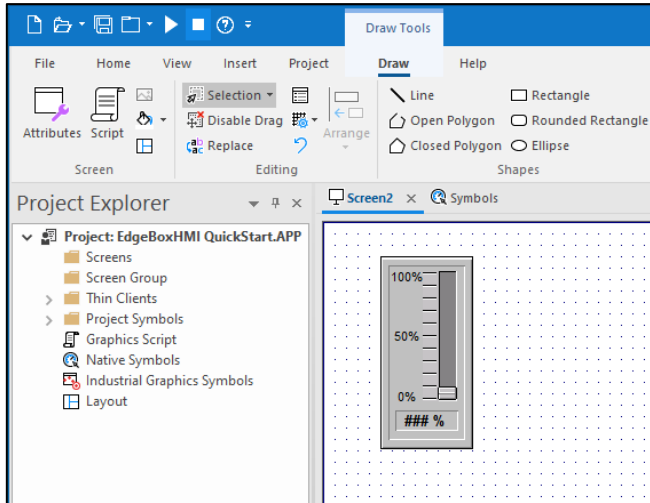 Draw Tools
File Home View Insert Project Draw Help
Selection Line Rectangle
Attributes Script Disable Drag Arrange Open Polygon Rounded Rectangle
Replace Closed Polygon Ellipse
Screen Editing Shapes
Project Explorer Screen2 Symbols
Project: EdgeBoxHMI QuickStart.APP
Screens
Screen Group
Thin Clients
Project Symbols
Graphics Script
Native Symbols
Industrial Graphics Symbols
Layout
100%
50%
0%
### %